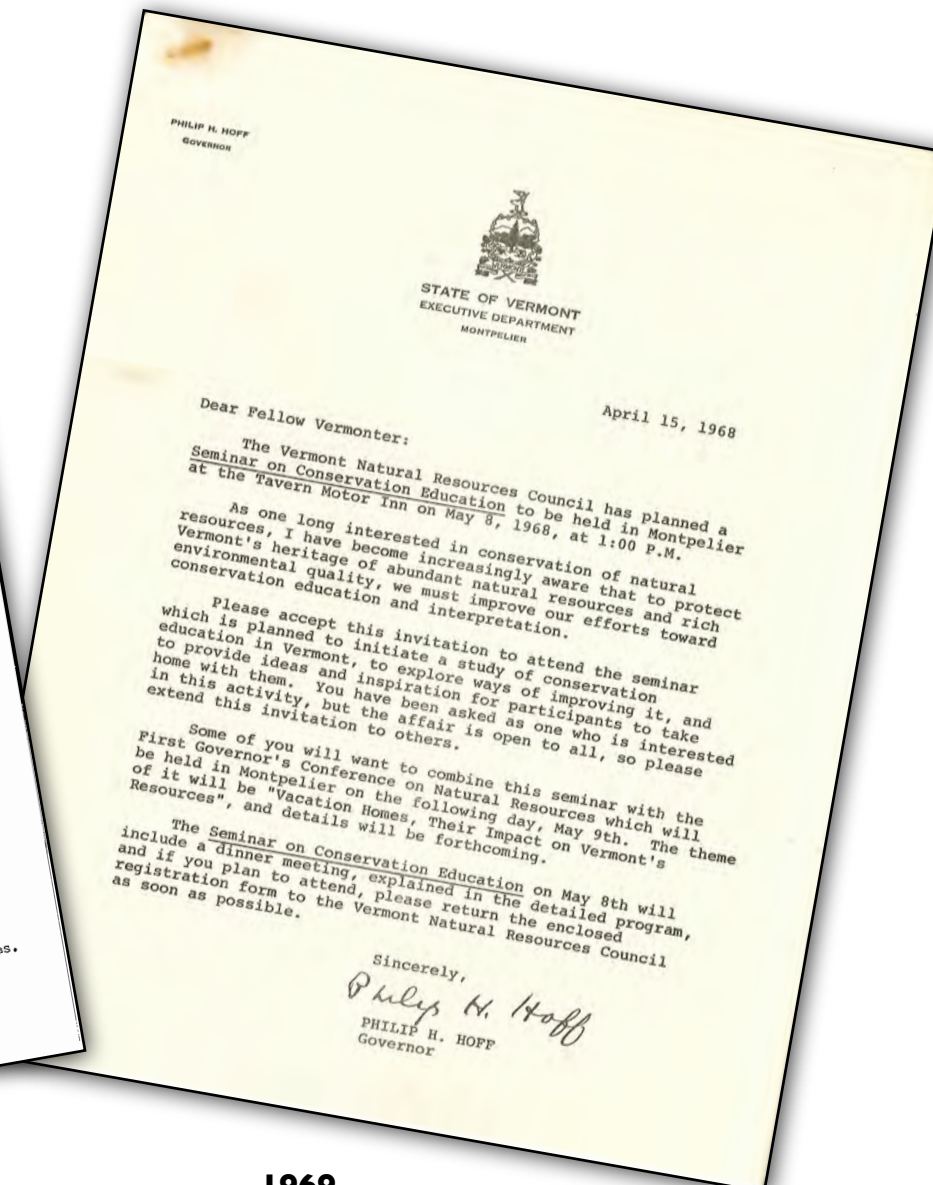 PHILIP H. HOFF
GOVERNOR
STATE OF VERMONT
EXECUTIVE DEPARTMENT
MONTPELIER
April 15, 1968
Dear Fellow Vermonter:
The Vermont Natural Resources Council has planned a
Seminar on Conservation Education to be held in Montpelier
at the Tavern Motor Inn on May 8, 1968, at 1:00 P.M.
As one long interested in conservation of natural
resources, I have become increasingly aware that to protect
Vermont's heritage of abundant natural resources and rich
environmental quality, we must improve our efforts toward
conservation education and interpretation.
Please accept this invitation to attend the seminar
which is planned to initiate a study of conservation
education in Vermont, to explore ways of improving it, and
to provide ideas and inspiration for participants to take
home with them. You have been asked as one who is interested
in this activity, but the affair is open to all, so please
extend this invitation to others.
Some of you will want to combine this seminar with the
First Governor's Conference on Natural Resources which will
be held in Montpelier on the following day, May 9th. The theme
of it will be "Vacation Homes, Their Impact on Vermont's
Resources", and details will be forthcoming.
The Seminar on Conservation Education on May 8th will
include a dinner meeting, explained in the detailed program,
and if you plan to attend, please return the enclosed
registration form to the Vermont Natural Resources Council
as soon as possible.
Sincerely,
Philip H. Hoff
PHILIP H. HOFF
Governor